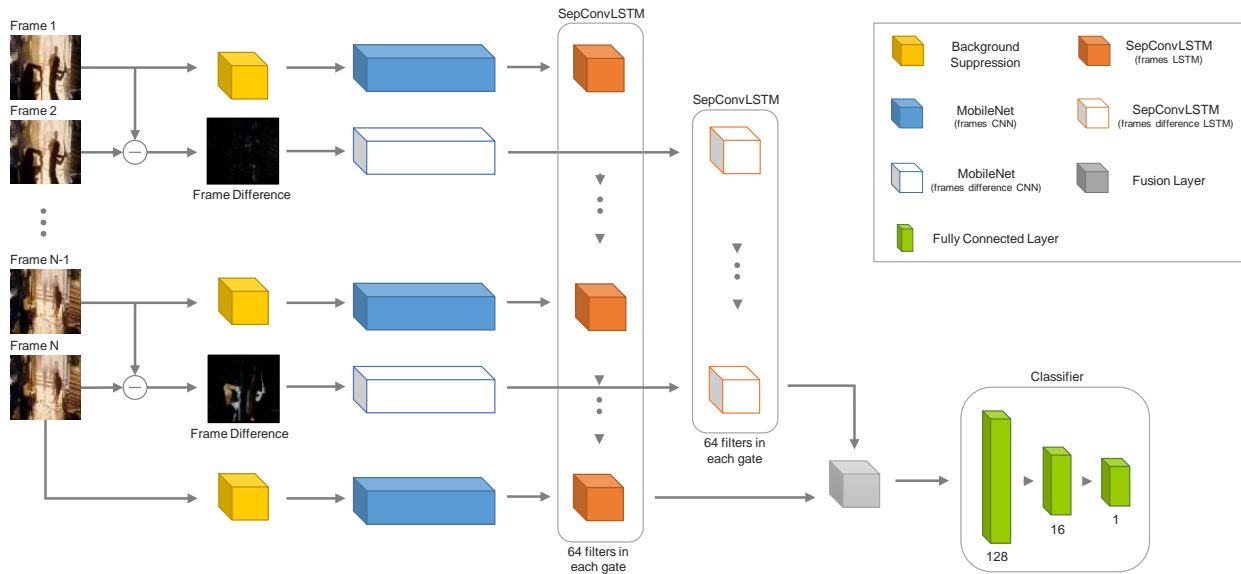 Frame 1
SepConvLSTM
Frame 2
Frame Difference
SepConvLSTM
Frame N-1
Frame N
Frame Difference
64 filters in
each gate
64 filters in
each gate
Classifier
128
16
1
Background
Suppression
SepConvLSTM
(frames LSTM)
MobileNet
(frames CNN)
SepConvLSTM
(frames difference LSTM)
MobileNet
(frames difference CNN)
Fusion Layer
Fully Connected Layer